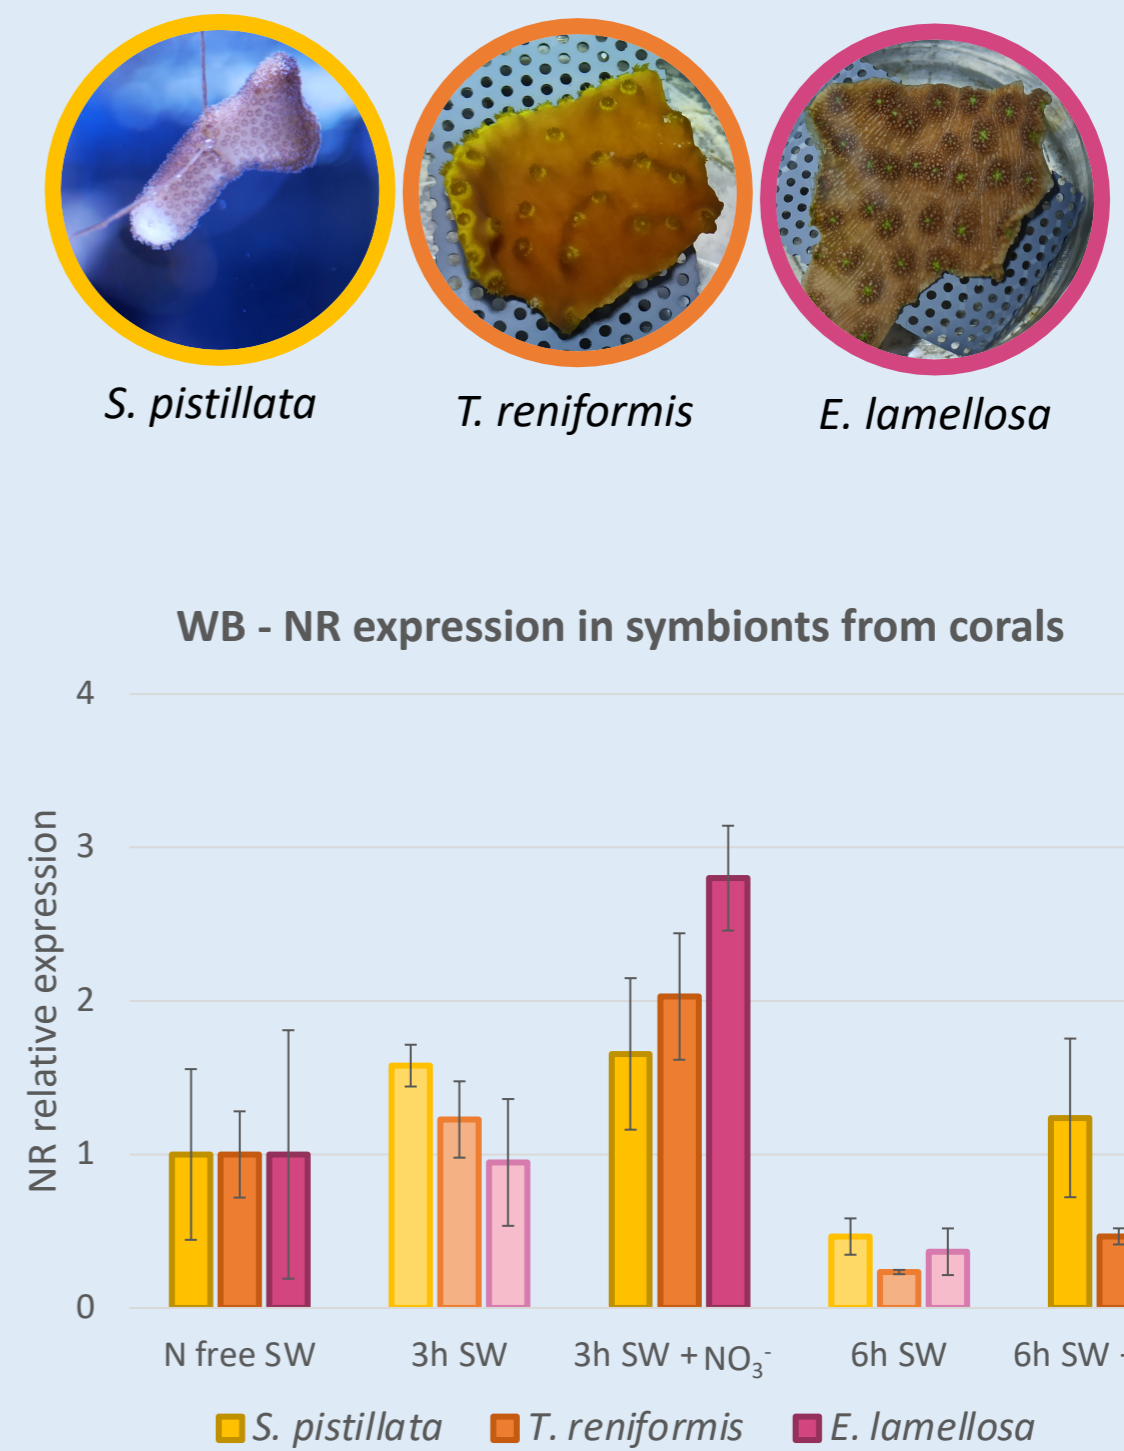 S. pistillata T. reniformis E. lamellosa
WB - NR expression in symbionts from corals
NR relative expression
4
3
2
1
0
N free SW 3h SW 3h SW + NO₃⁻ 6h SW 6h SW
S. pistillata T. reniformis E. lamellosa